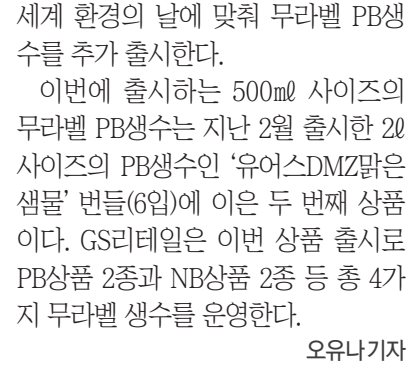 세계 환경의 날에 맞춰 무라벨 PB생
수를 추가 출시한다.
이번에 출시하는 500㎖ 사이즈의
무라벨 PB생수는 지난 2월 출시한 2ℓ
사이즈의 PB생수인 ‘유어스DMZ맑은
샘물’ 번들(6입)에 이은 두 번째 상품
이다. GS리테일은 이번 상품 출시로
PB상품 2종과 NB상품 2종 등 총 4가
지 무라벨 생수를 운영한다.
오유나기자